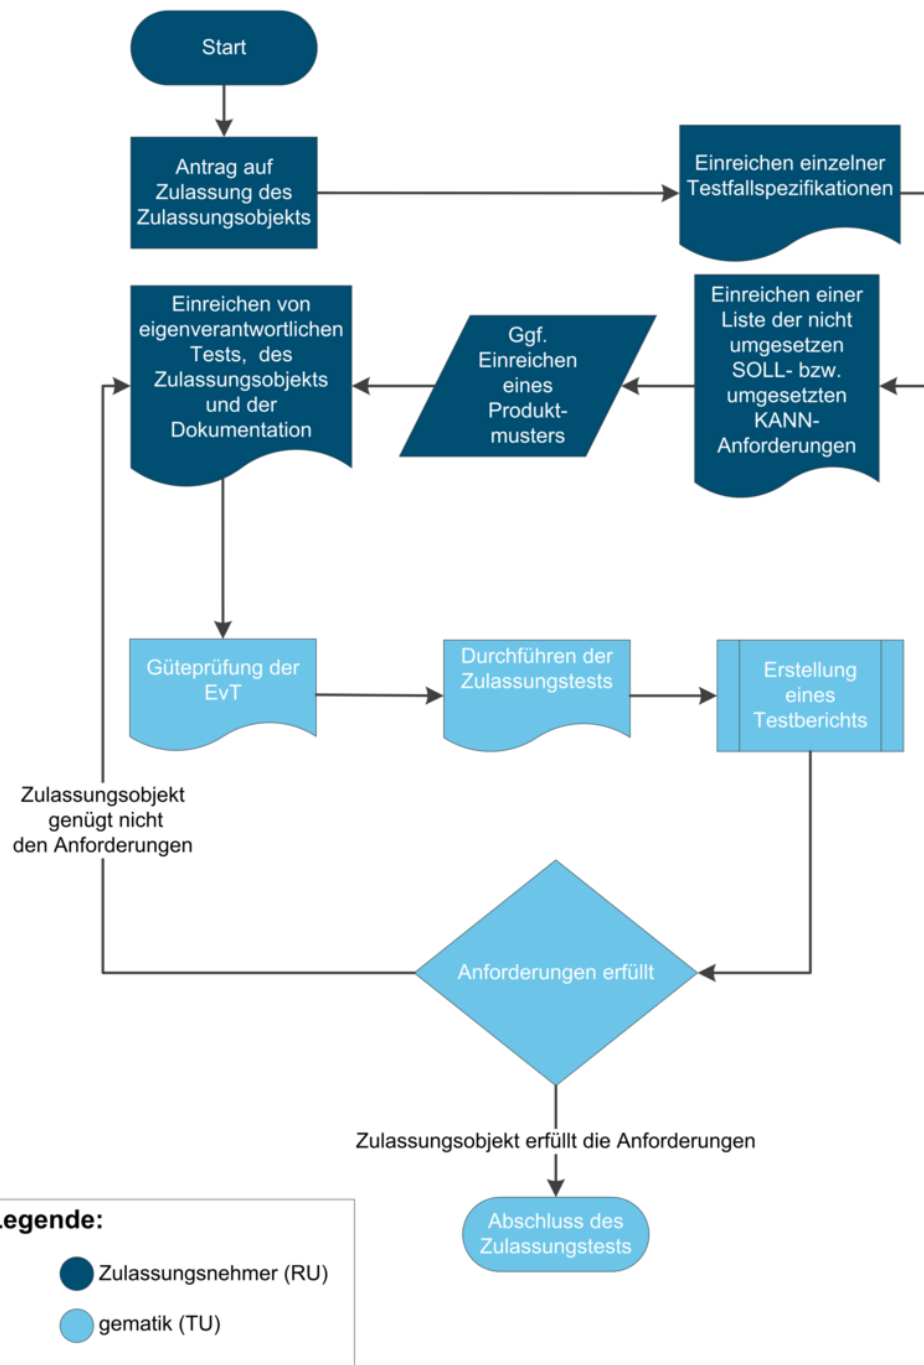 Start
Antrag auf
Zulassung des
Zulassungsobjekts
Einreichen einzelner
Testfallspezifikationen
Einreichen einer
Liste der nicht
umgesetzen
SOLL- bzw.
umgesetzten
KANN-
Anforderungen
Ggf.
Einreichen
eines
Produkt-
musters
Einreichen von
eigenverantwortlichen
Tests, des
Zulassungsobjekts
und der
Dokumentation
Güteprüfung der
EvT
Durchführen der
Zulassungstests
Erstellung
eines
Testberichts
Zulassungsobjekt
genügt nicht
den Anforderungen
Anforderungen erfüllt
Zulassungsobjekt erfüllt die Anforderungen
Abschluss des
Zulassungstests
Legende:
Zulassungsnehmer (RU)
gematik (TU)